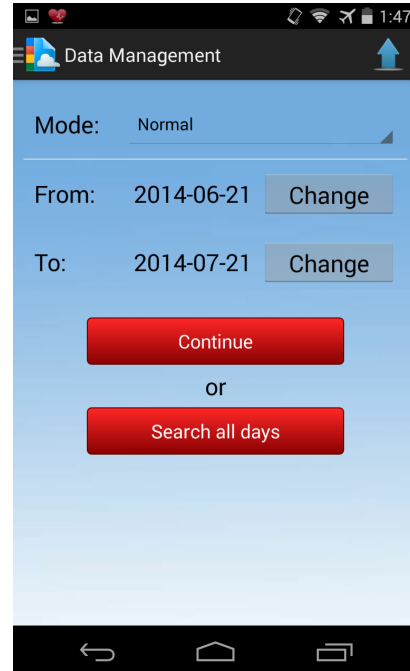 1:47
Data Management
Mode: Normal
From: 2014-06-21 Change
To: 2014-07-21 Change
Continue
or
Search all days